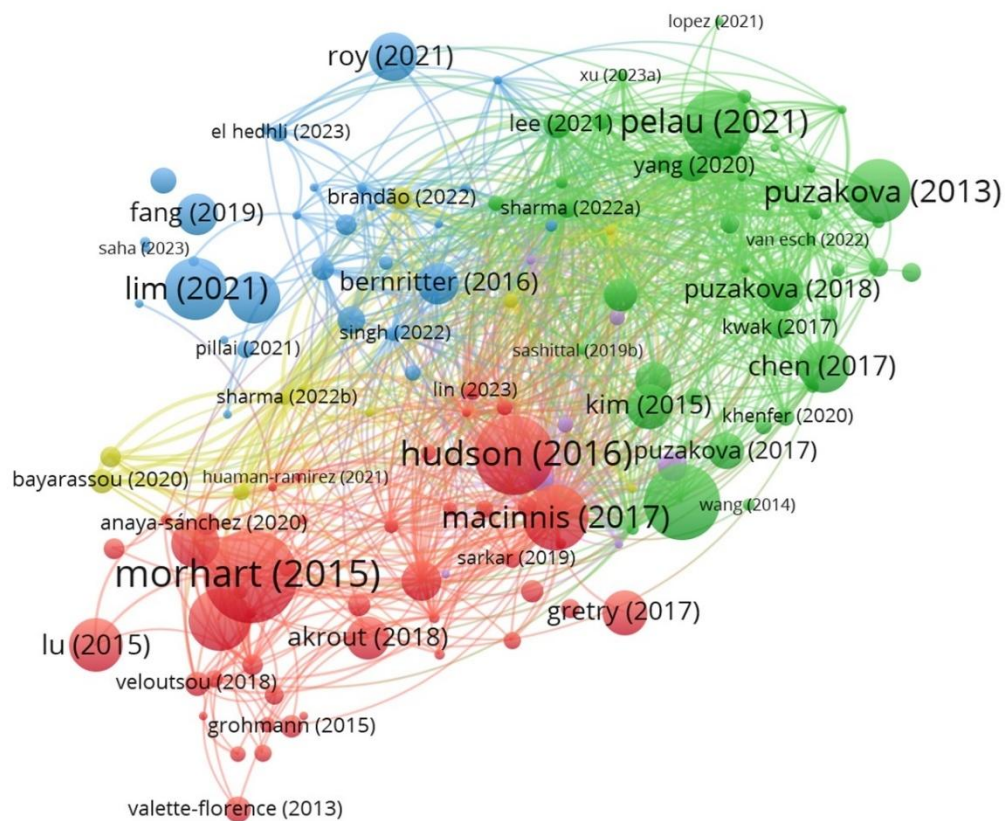 lopez (2021)
roy (2021)
xu (2023a)
el hedhli (2023)
lee (2021)
pelau (2021)
yang (2020)
brandão (2022)
puzakova (2013)
fang (2019)
sharma (2022a)
saha (2023)
van esch (2022)
lim (2021)
bernritter (2016)
puzakova (2018)
pillai (2021)
singh (2022)
kwak (2017)
sashittal (2019b)
chen (2017)
sharma (2022b)
lin (2023)
kim (2015)
khenfer (2020)
hudson (2016)
puzakova (2017)
bayarassou (2020)
huaman-ramirez (2021)
wang (2014)
anaya-sánchez (2020)
macinnis (2017)
sarkar (2019)
morhart (2015)
gretry (2017)
lu (2015)
akrout (2018)
veloutsou (2018)
grohmann (2015)
valette-florence (2013)